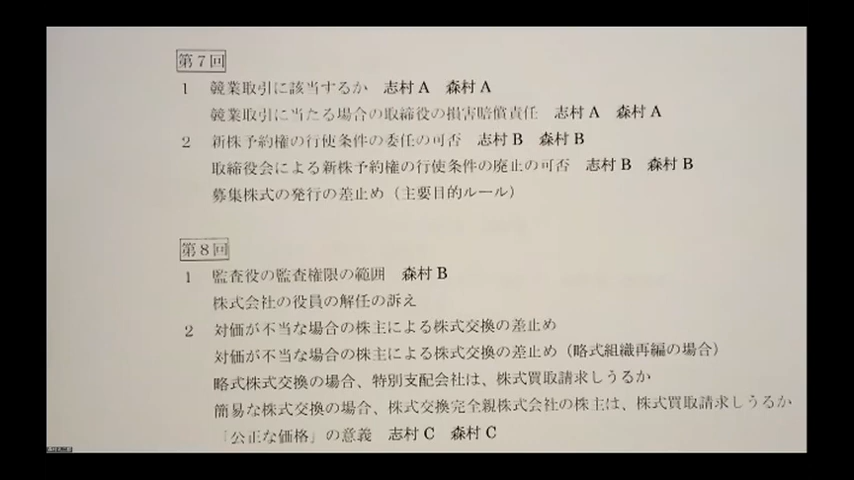 第7回
1 競業取引に該当するか 志村A 森村A
競業取引に当たる場合の取締役の損害賠償責任 志村A 森村A
2 新株予約権の行使条件の委任の可否 志村B 森村B
取締役会による新株予約権の行使条件の廃止の可否 志村B 森村B
募集株式の発行の差止め（主要目的ルール）
第8回
1 監査役の監査権限の範囲 森村B
株式会社の役員の解任の訴え
2 対価が不当な場合の株主による株式交換の差止め
対価が不当な場合の株主による株式交換の差止め（略式組織再編の場合）
略式株式交換の場合、特別支配会社は、株式買取請求しうるか
簡易な株式交換の場合、株式交換完全親株式会社の株主は、株式買取請求しうるか
「公正な価格」の意義 志村C 森村C